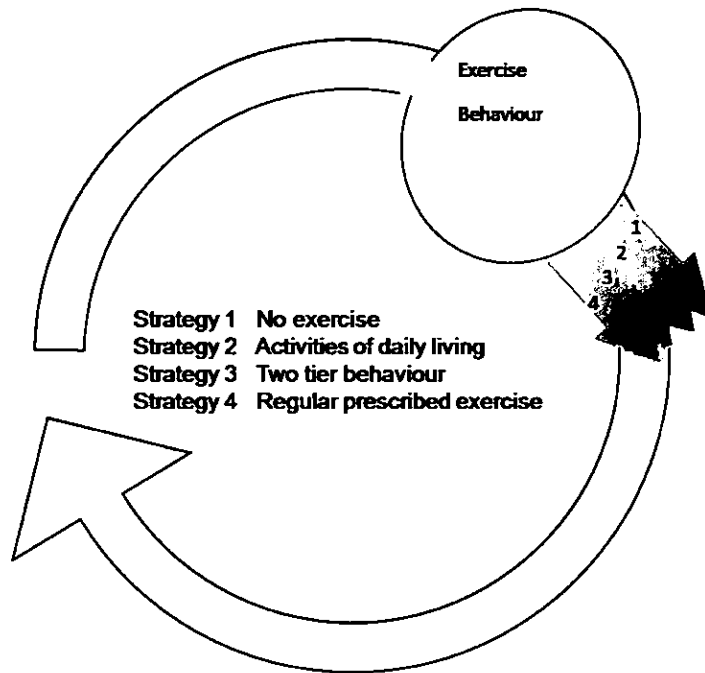 Exercise
Behaviour
1
2
3
4
Strategy 1 No exercise
Strategy 2 Activities of daily living
Strategy 3 Two tier behaviour
Strategy 4 Regular prescribed exercise